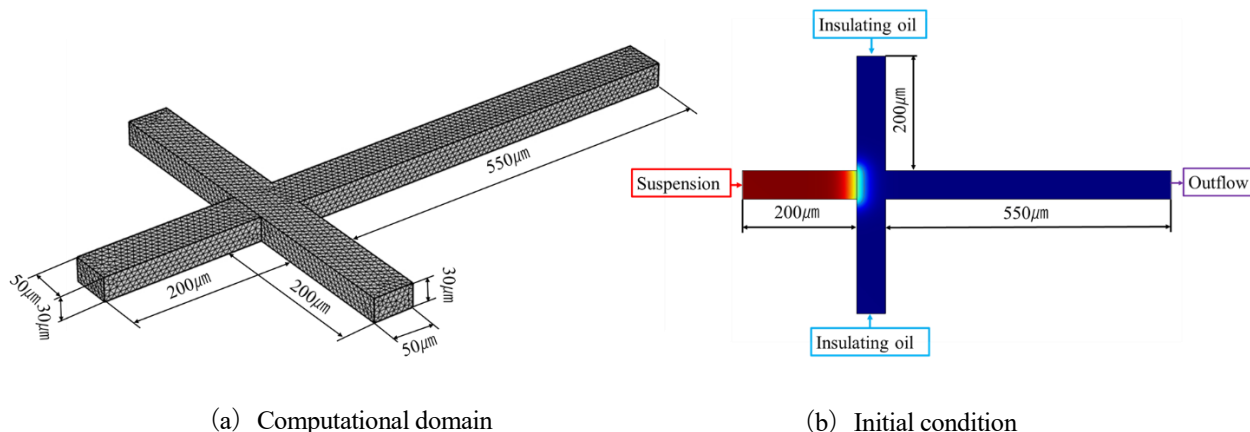 550μm
50μm
30μm
200μm
200μm
30μm
50μm
(a) Computational domain
Insulating oil
200μm
Suspension
Outflow
200μm
550μm
Insulating oil
(b) Initial condition